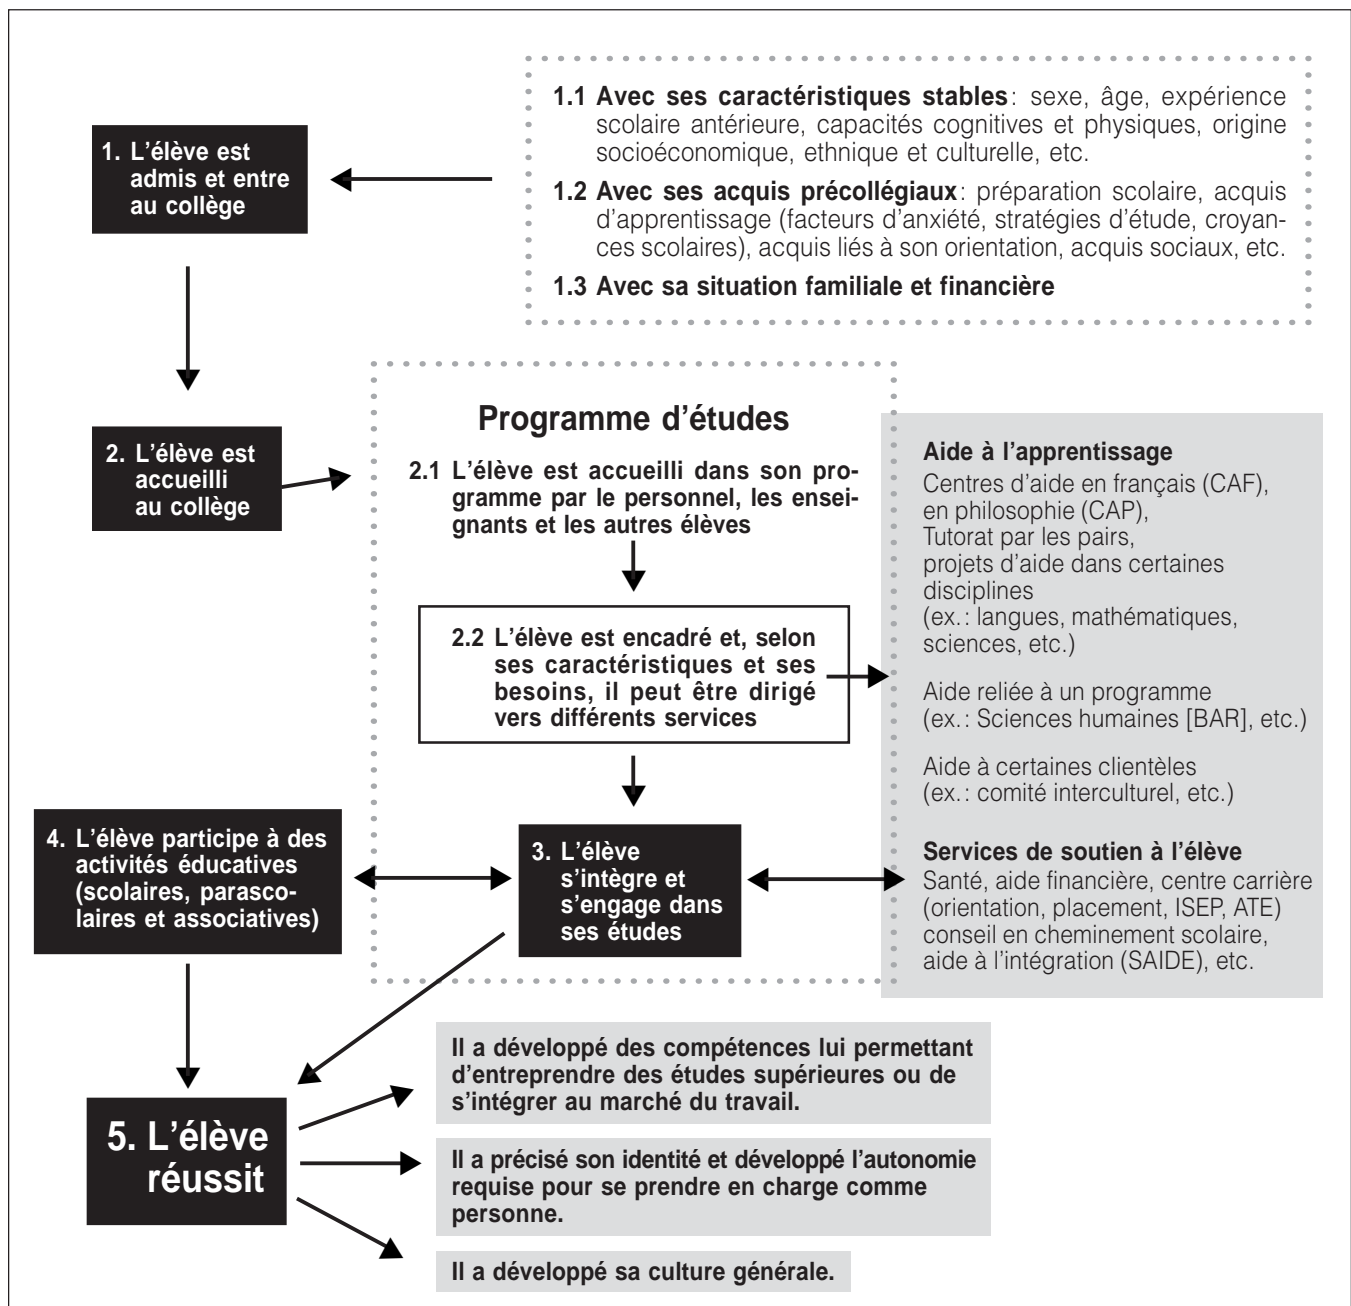 1.1 Avec ses caractéristiques stables : sexe, âge, expérience
scolaire antérieure, capacités cognitives et physiques, origine
socioéconomique, ethnique et culturelle, etc.
1.2 Avec ses acquis précollégiaux : préparation scolaire, acquis
d'apprentissage (facteurs d'anxiété, stratégies d'étude, croyan-
ces scolaires), acquis liés à son orientation, acquis sociaux, etc.
1.3 Avec sa situation familiale et financière
1. L'élève est
admis et entre
au collège
2. L'élève est
accueilli
au collège
Programme d'études
2.1 L'élève est accueilli dans son pro-
gramme par le personnel, les ensei-
gnants et les autres élèves
2.2 L'élève est encadré et, selon
ses caractéristiques et ses
besoins, il peut être dirigé
vers différents services
Aide à l'apprentissage
Centres d'aide en français (CAF),
en philosophie (CAP),
Tutorat par les pairs,
projets d'aide dans certaines
disciplines
(ex. : langues, mathématiques,
sciences, etc.)
Aide reliée à un programme
(ex. : Sciences humaines [BAR], etc.)
Aide à certaines clientèles
(ex. : comité interculturel, etc.)
Services de soutien à l'élève
Santé, aide financière, centre carrière
(orientation, placement, ISEP, ATE)
conseil en cheminement scolaire,
aide à l'intégration (SAIDE), etc.
3. L'élève
s'intègre et
s'engage dans
ses études
4. L'élève participe à des
activités éducatives
(scolaires, parasco-
laires et associatives)
5. L'élève
réussit
Il a développé des compétences lui permettant
d'entreprendre des études supérieures ou de
s'intégrer au marché du travail.
Il a précisé son identité et développé l'autonomie
requise pour se prendre en charge comme
personne.
Il a développé sa culture générale.